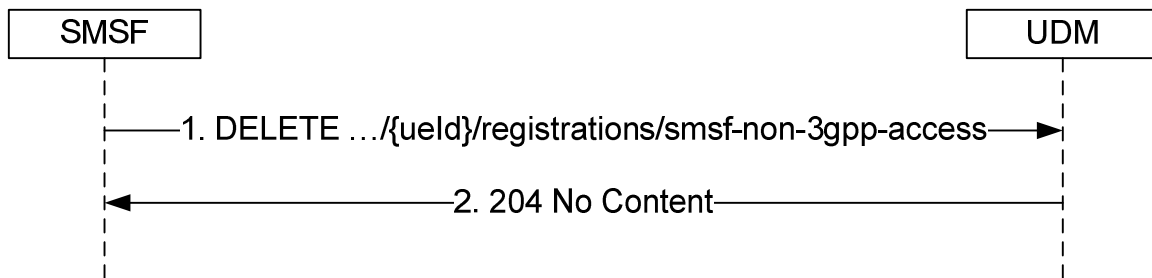 SMSF
UDM
1. DELETE …/{ueId}/registrations/smsf-non-3gpp-access
2. 204 No Content